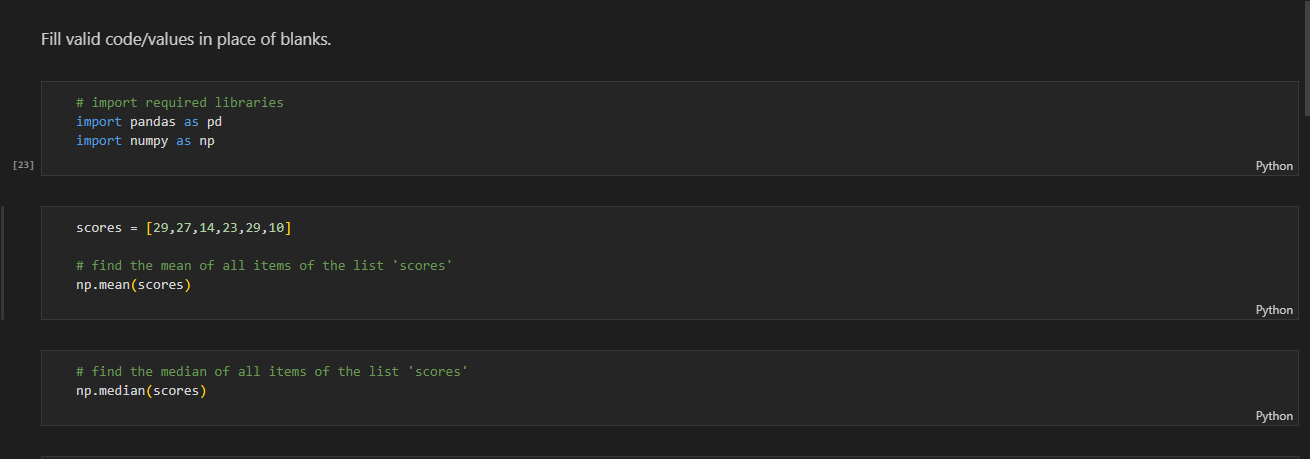 Fill valid code/values in place of blanks.
# import required libraries
import pandas as pd
import numpy as np
[23]
Python
scores = [29,27,14,23,29,10]
# find the mean of all items of the list 'scores'
np.mean(scores)
Python
# find the median of all items of the list 'scores'
np.median(scores)
Python